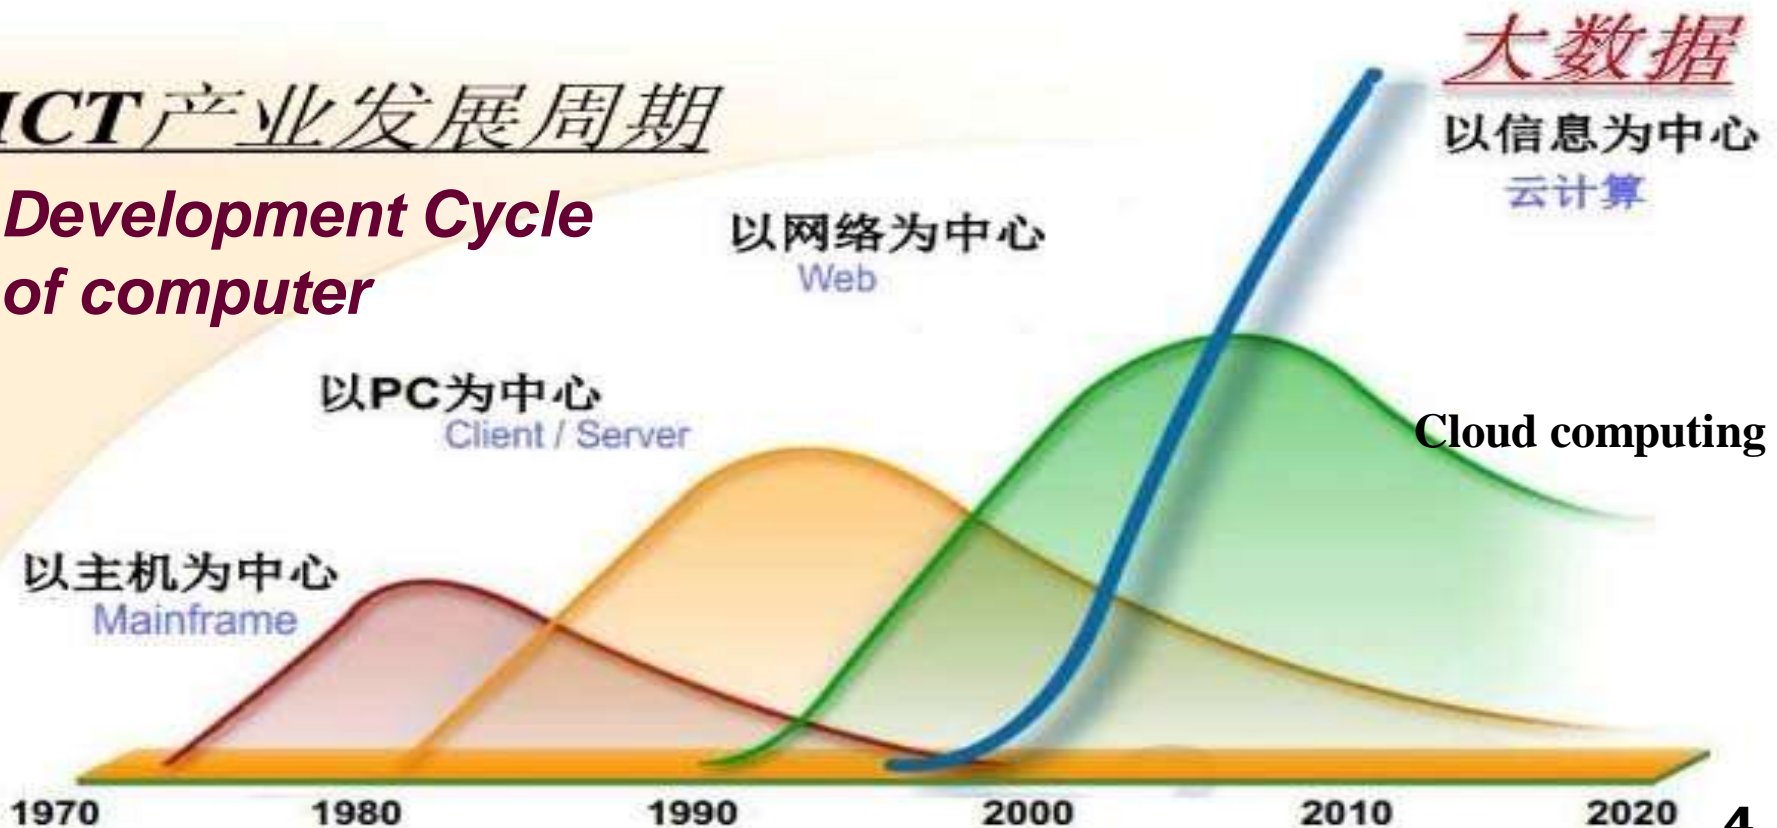 大数据
ICT产业发展周期
以信息为中心
云计算
Development Cycle
of computer
以网络为中心
Web
以PC为中心
Client / Server
Cloud computing
以主机为中心
Mainframe
1970 1980 1990 2000 2010 2020
4